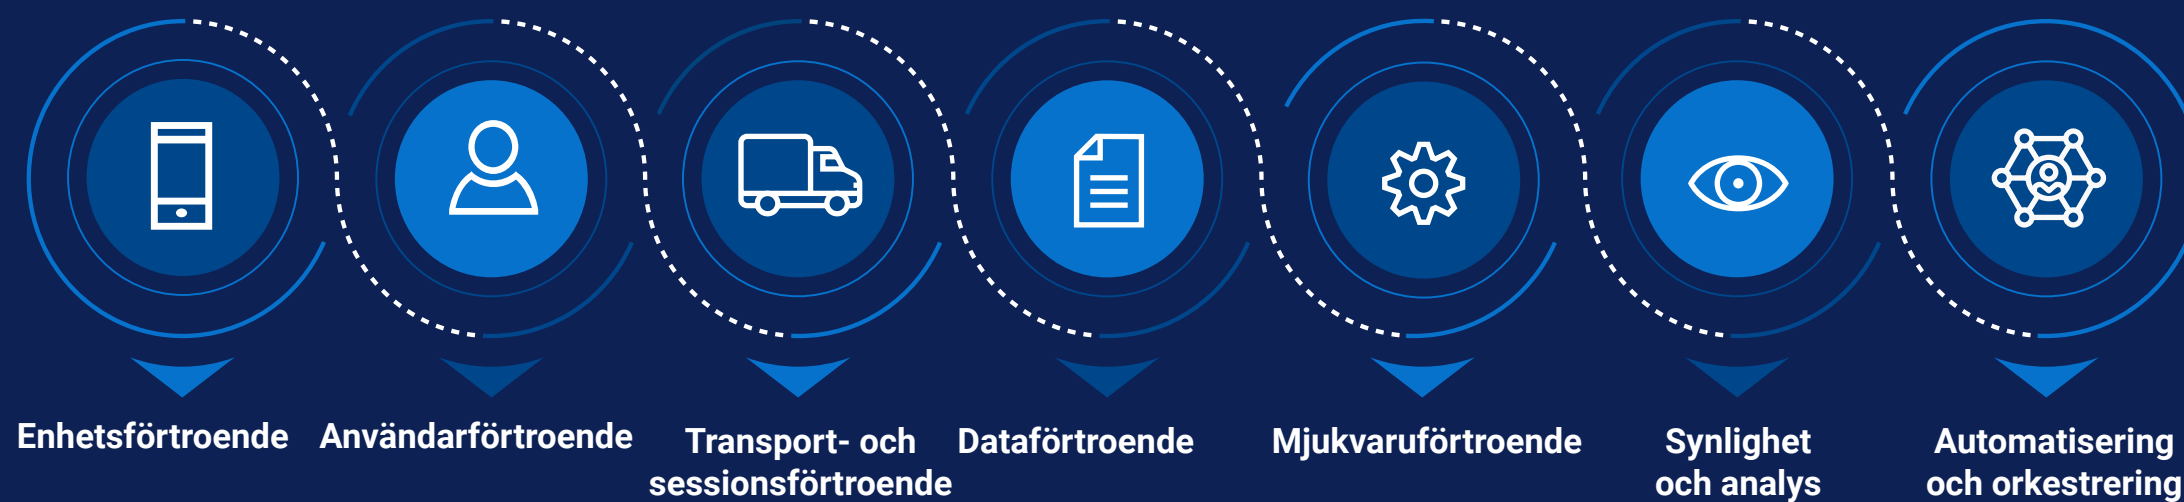 Enhetsförtroende
Användarförtroende
Transport- och
sessionsförtroende
Dataförtroende
Mjukvaruförtroende
Synlighet
och analys
Automatisering
och orkestrering